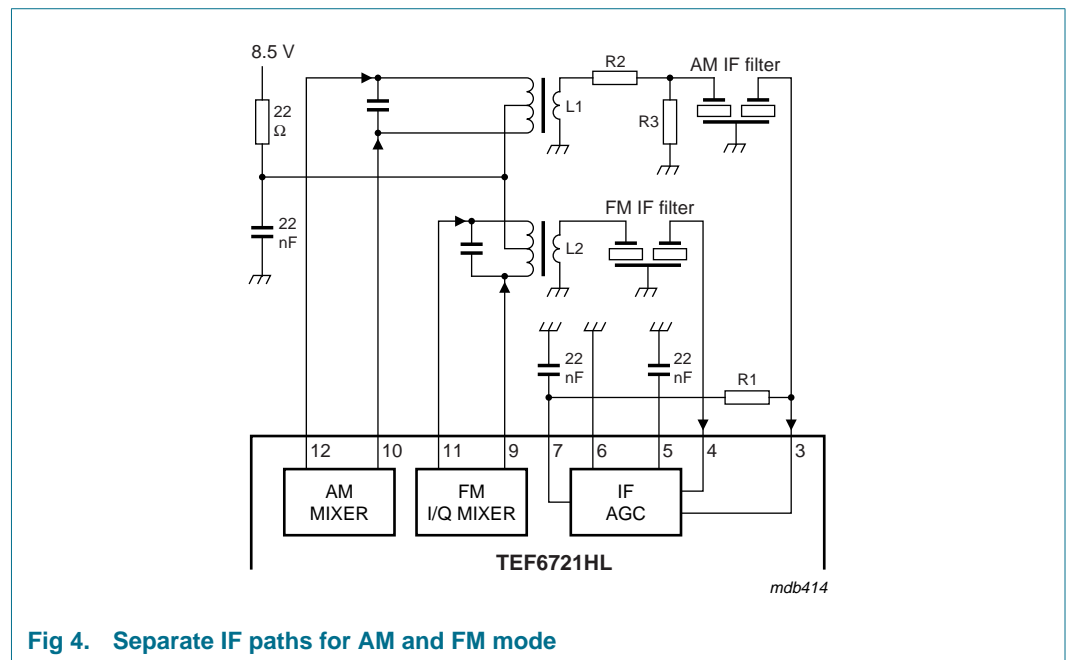 8.5 V
22
Ω
22
nF
L1
R2
R3
AM IF filter
FM IF filter
L2
22
nF
22
nF
R1
12
10
11
9
7
6
5
4
3
AM
MIXER
FM
I/Q MIXER
IF
AGC
TEF6721HL
mdb414
Fig 4. Separate IF paths for AM and FM mode